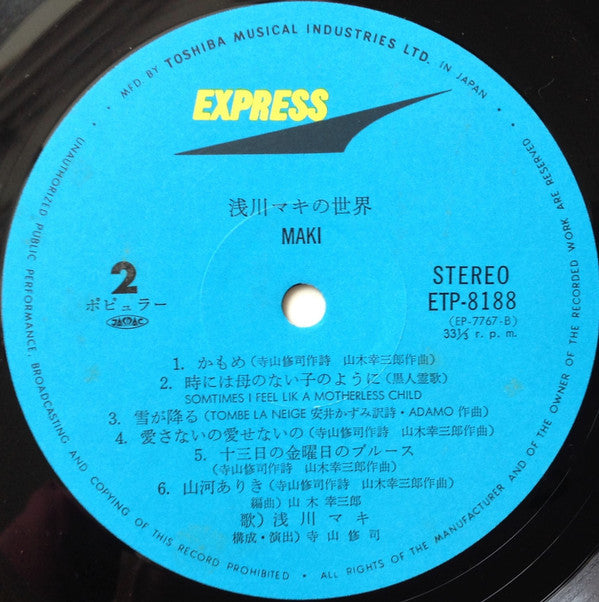 MFD. BY TOSHIBA MUSICAL INDUSTRIES LTD. IN JAPAN
EXPRESS
浅川マキの世界
MAKI
2
ポピュラー
JASRAC
STEREO
ETP-8188
(EP-7767-B)
33⅓ r. p. m.
1. かもめ (寺山修司作詩 山木幸三郎作曲)
2. 時には母のない子のように (黒人霊歌)
SOMTIMES I FEEL LIK A MOTHERLESS CHILD
3. 雪が降る (TOMBE LA NEIGE 安井かずみ訳詩・ADAMO 作曲)
4. 愛さないの愛せないの (寺山修司作詩 山木幸三郎作曲)
5. 十三日の金曜日のブルース
(寺山修司作詩 山木幸三郎作曲)
6. 山河ありき (寺山修司作詩 山木幸三郎作曲
編曲) 山木幸三郎
歌) 浅川マキ
構成・演出) 寺山修司
UNAUTHORIZED PUBLIC PERFORMANCE, BROADCASTING AND COPYING OF THIS RECORD PROHIBITED • ALL RIGHTS OF THE MANUFACTURER AND OF THE OWNER OF THE RECORDED WORK ARE RESERVED